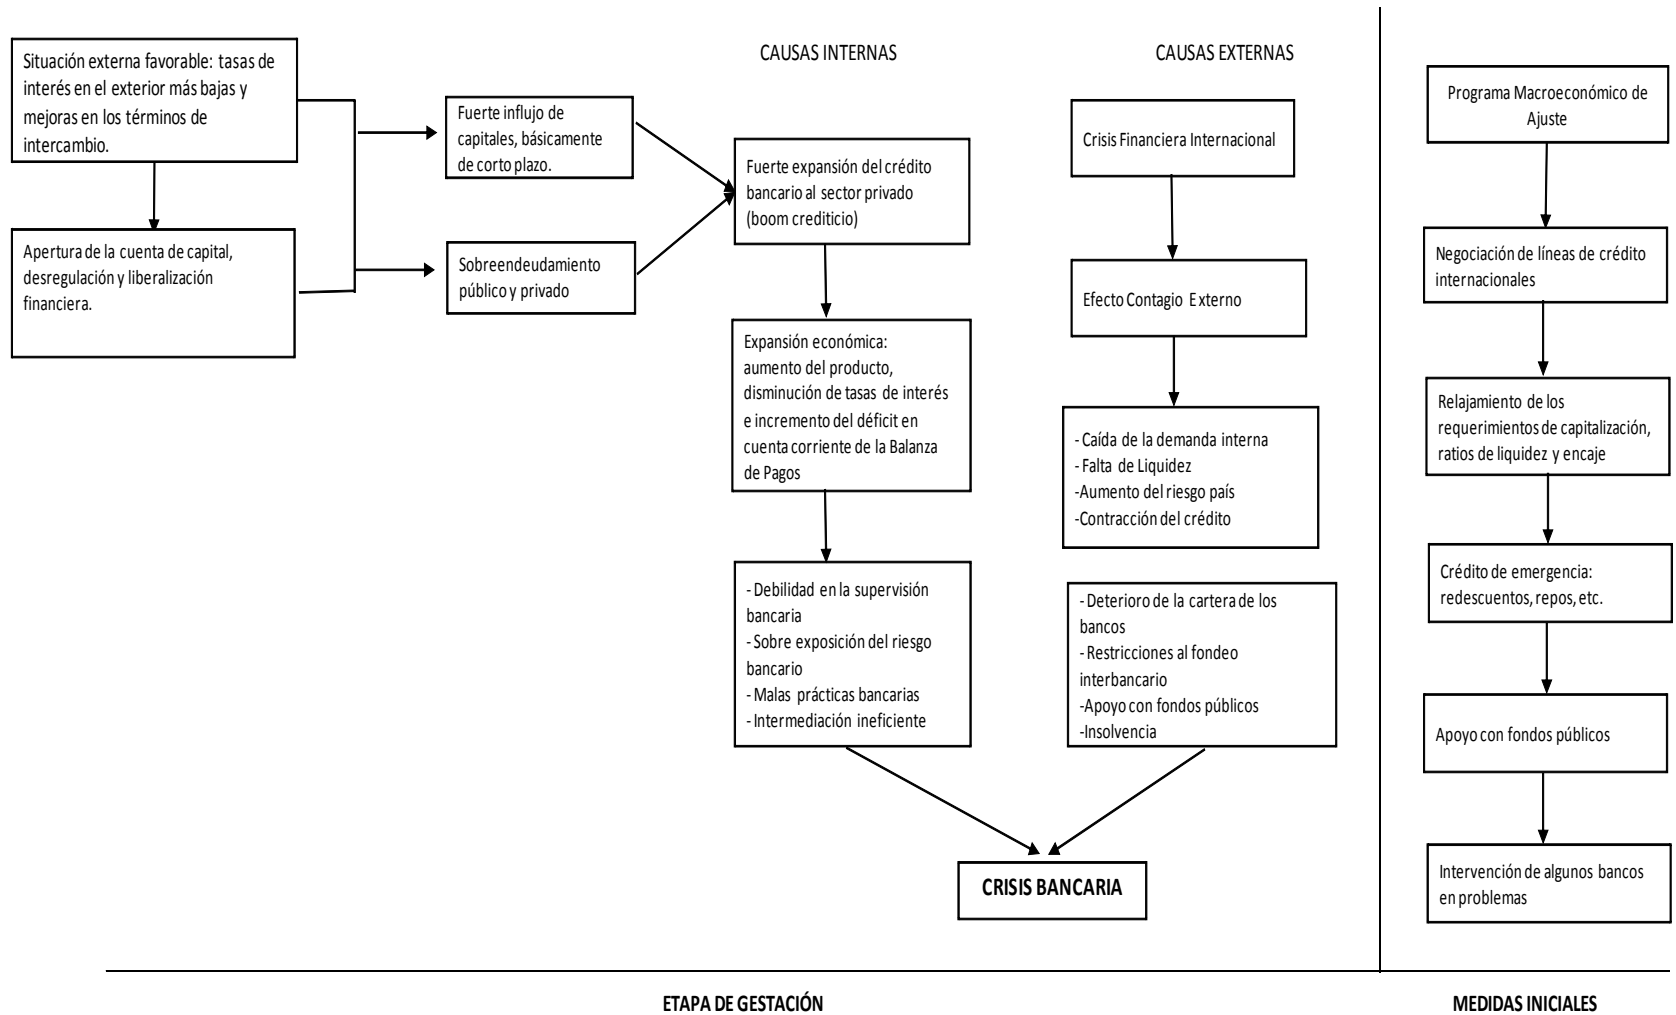 Situación externa favorable: tasas de
interés en el exterior más bajas y
mejoras en los términos de
intercambio.
Apertura de la cuenta de capital,
desregulación y liberalización
financiera.
Fuerte influjo de
capitales, básicamente
de corto plazo.
Sobreendeudamiento
público y privado
CAUSAS INTERNAS
Fuerte expansión del crédito
bancario al sector privado
(boom crediticio)
Expansión económica:
aumento del producto,
disminución de tasas de interés
e incremento del déficit en
cuenta corriente de la Balanza
de Pagos
- Debilidad en la supervisión
bancaria
- Sobre exposición del riesgo
bancario
- Malas prácticas bancarias
- Intermediación ineficiente
CAUSAS EXTERNAS
Crisis Financiera Internacional
Efecto Contagio Externo
- Caída de la demanda interna
- Falta de Liquidez
-Aumento del riesgo país
-Contracción del crédito
- Deterioro de la cartera de los
bancos
- Restricciones al fondeo
interbancario
-Apoyo con fondos públicos
-Insolvencia
CRISIS BANCARIA
Programa Macroeconómico de
Ajuste
Negociación de líneas de crédito
internacionales
Relajamiento de los
requerimientos de capitalización,
ratios de liquidez y encaje
Crédito de emergencia:
redescuentos, repos, etc.
Apoyo con fondos públicos
Intervención de algunos bancos
en problemas
ETAPA DE GESTACIÓN
MEDIDAS INICIALES